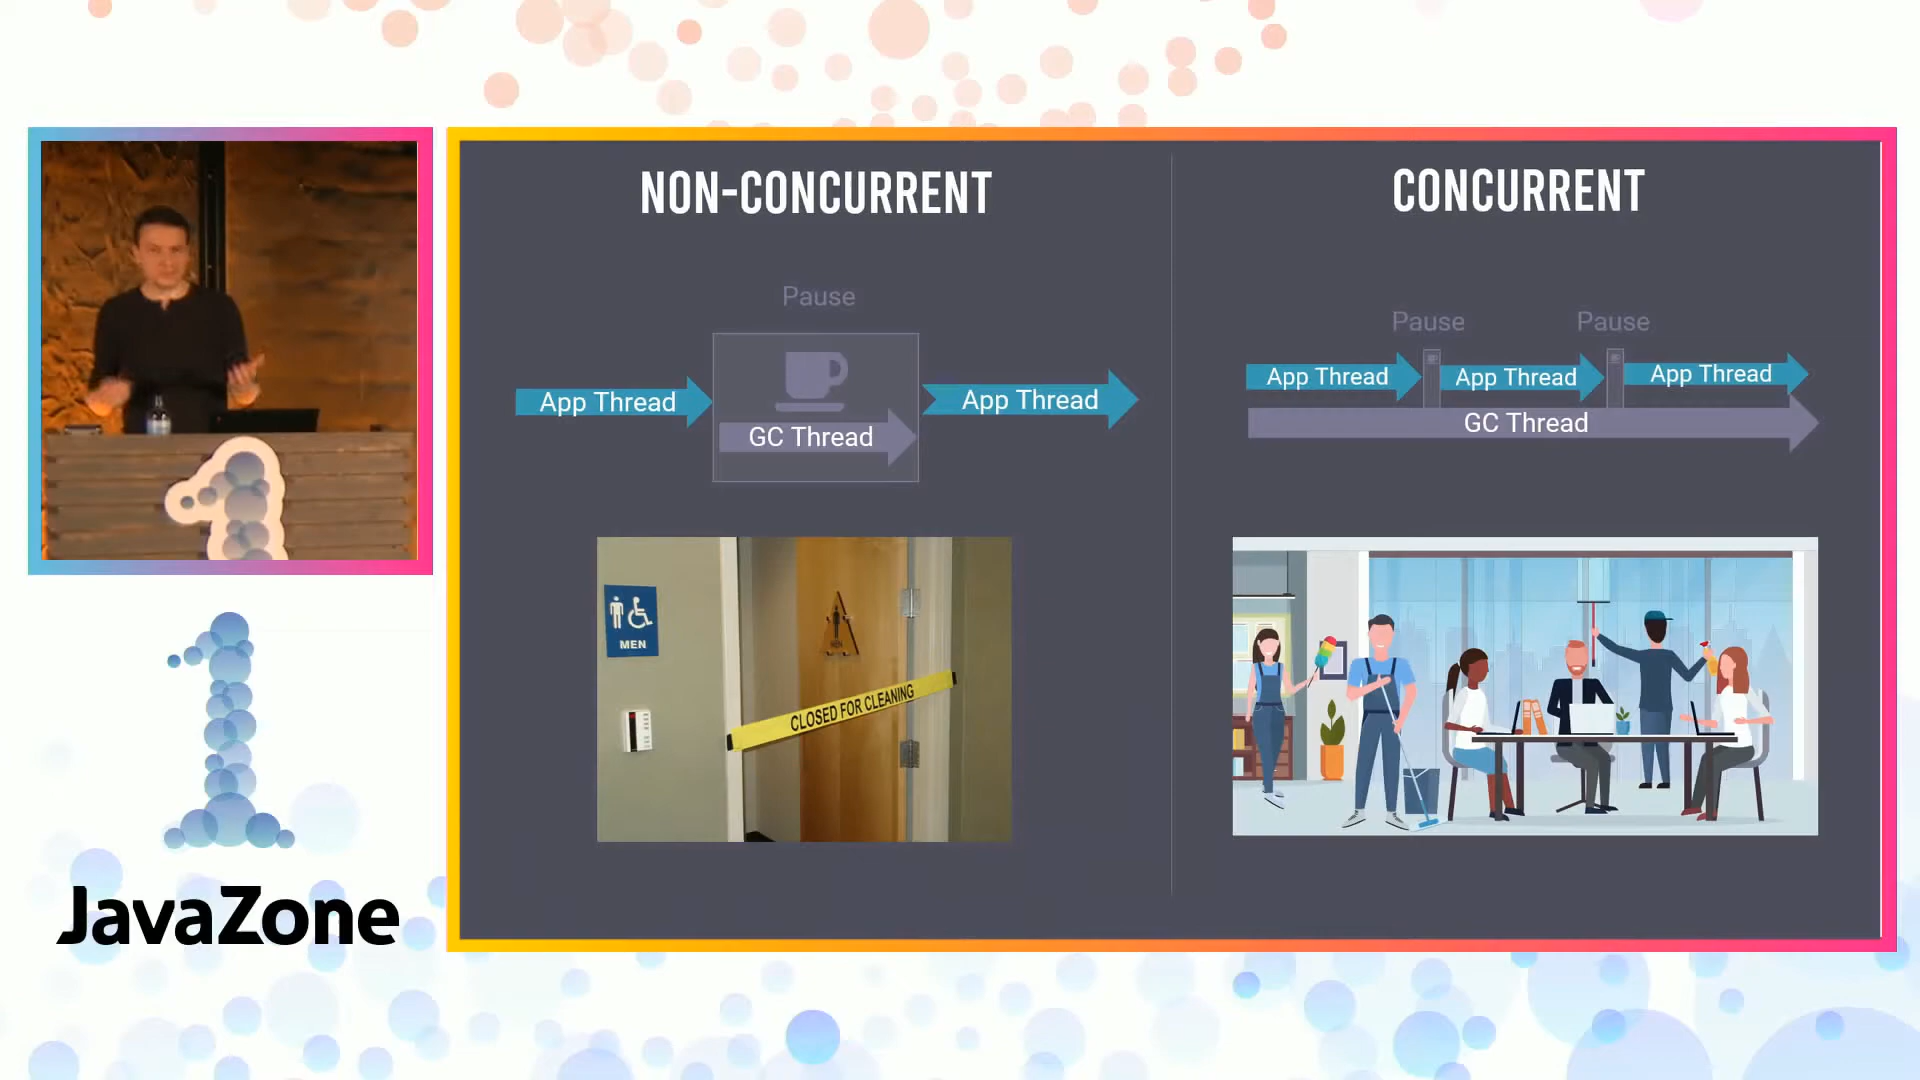 NON-CONCURRENT
Pause
App Thread
GC Thread
App Thread
MEN
CLOSED FOR CLEANING
CONCURRENT
Pause
Pause
App Thread
App Thread
App Thread
GC Thread
JavaZone